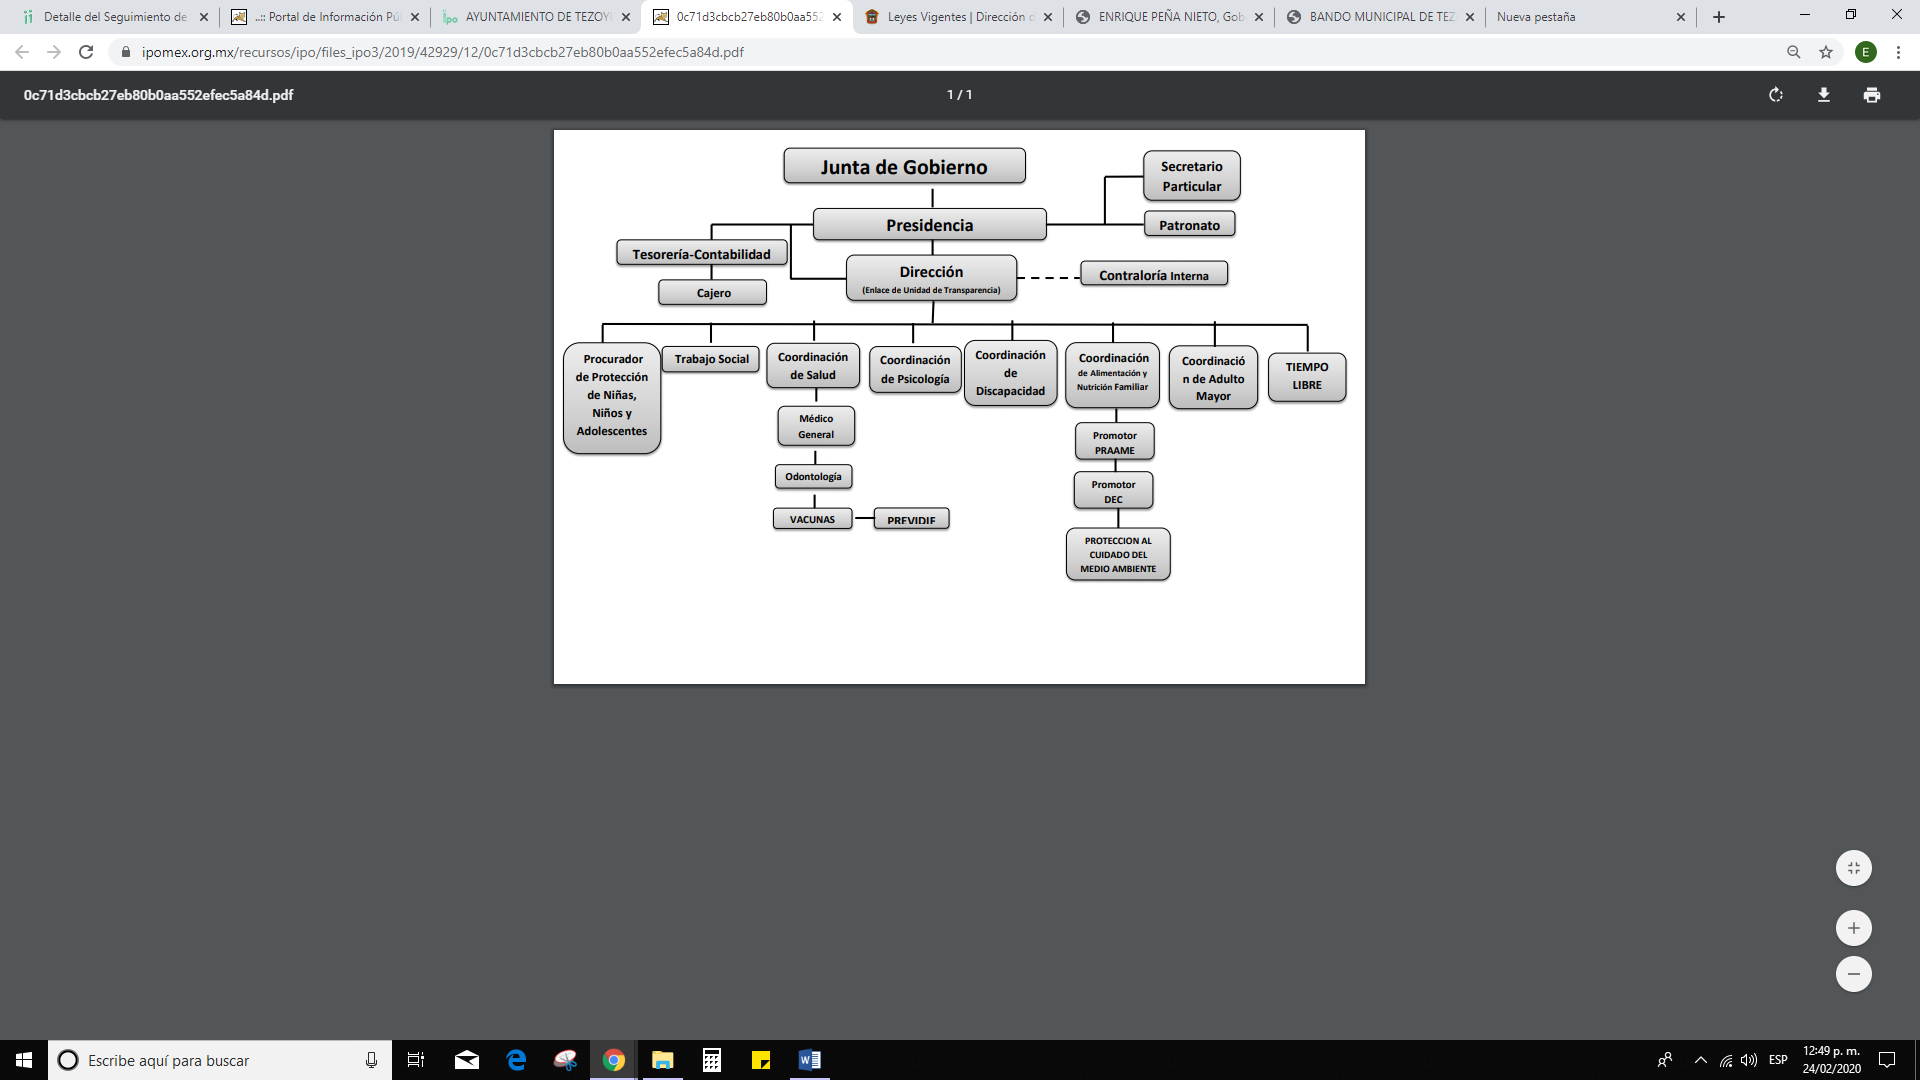 Detalle del Seguimiento de
..:: Portal de Información Púl
ipo AYUNTAMIENTO DE TEZOYU
0c71d3cbcb27eb80b0aa552
Leyes Vigentes | Dirección
ENRIQUE PEÑA NIETO, Gob
BANDO MUNICIPAL DE TEZ
Nueva pestaña
ipomex.org.mx/recursos/ipo/files_ipo3/2019/42929/12/0c71d3cbcb27eb80b0aa552efec5a84d.pdf
E
0c71d3cbcb27eb80b0aa552efec5a84d.pdf
1 / 1
Junta de Gobierno
Secretario
Particular
Presidencia
Patronato
Tesorería-Contabilidad
Dirección
(Enlace de Unidad de Transparencia)
Contraloría Interna
Cajero
Procurador
de Protección
de Niñas,
Niños y
Adolescentes
Trabajo Social
Coordinación
de Salud
Coordinación
de Psicología
Coordinación
de
Discapacidad
Coordinación
de Alimentación y
Nutrición Familiar
Coordinació
n de Adulto
Mayor
TIEMPO
LIBRE
Médico
General
Odontología
VACUNAS
PREVIDIF
Promotor
PRAAME
Promotor
DEC
PROTECCION AL
CUIDADO DEL
MEDIO AMBIENTE
Escribe aquí para buscar
ESP
12:49 p. m.
24/02/2020